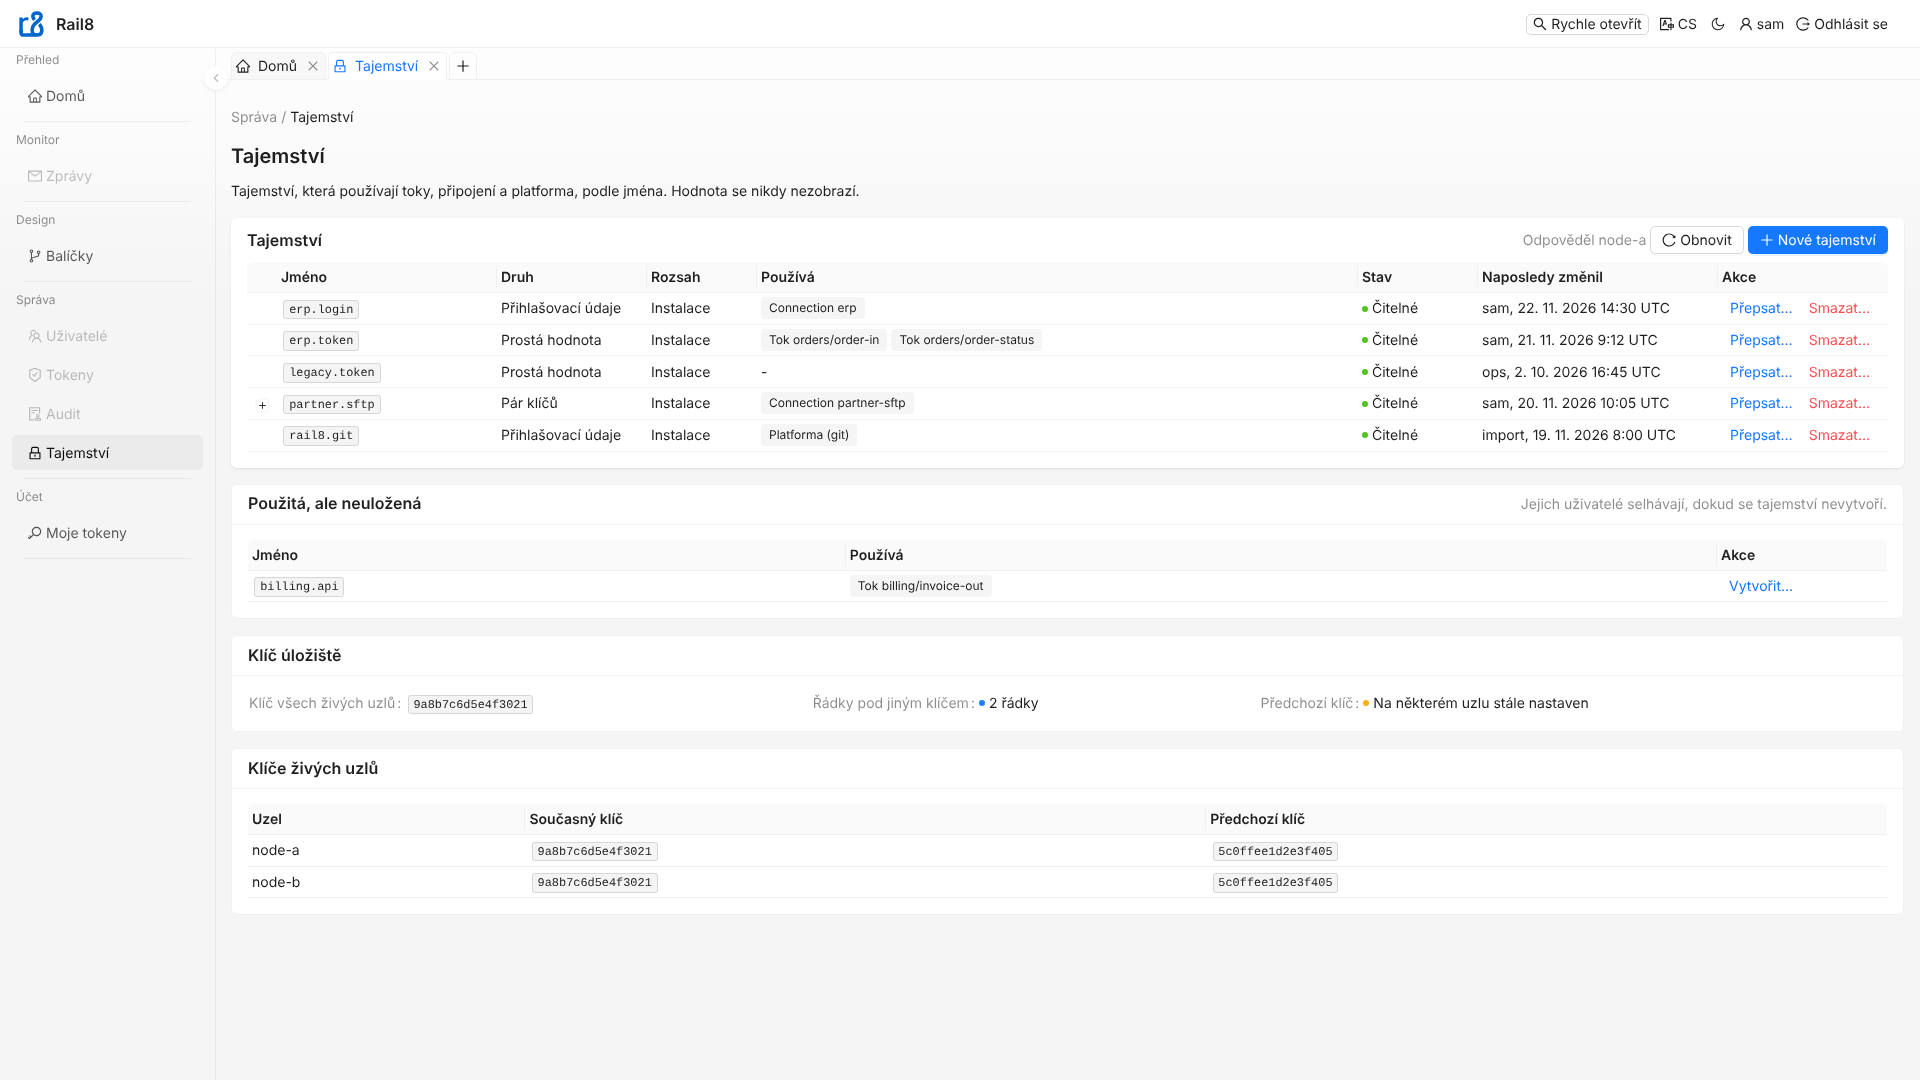 Rail8
Rychle otevřít CS sam Odhlásit se
Přehled
Domů
Monitor
Zprávy
Design
Balíčky
Správa
Uživatelé
Tokeny
Audit
Tajemství
Účet
Moje tokeny
Domů Tajemství
Správa / Tajemství
Tajemství
Tajemství, která používají toky, připojení a platforma, podle jména. Hodnota se nikdy nezobrazí.
Tajemství Odpověděl node-a Obnovit Nové tajemství
Jméno Druh Rozsah Používá Stav Naposledy změnil Akce
erp.login Přihlašovací údaje Instalace Connection erp Čitelné sam, 22. 11. 2026 14:30 UTC Přepsat... Smazat...
erp.token Prostá hodnota Instalace Tok orders/order-in Tok orders/order-status Čitelné sam, 21. 11. 2026 9:12 UTC Přepsat... Smazat...
legacy.token Prostá hodnota Instalace - Čitelné ops, 2. 10. 2026 16:45 UTC Přepsat... Smazat...
+ partner.sftp Pár klíčů Instalace Connection partner-sftp Čitelné sam, 20. 11. 2026 10:05 UTC Přepsat... Smazat...
rail8.git Přihlašovací údaje Instalace Platforma (git) Čitelné import, 19. 11. 2026 8:00 UTC Přepsat... Smazat...
Použitá, ale neuložená Jejich uživatelé selhávají, dokud se tajemství nevytvoří.
Jméno Používá Akce
billing.api Tok billing/invoice-out Vytvořit...
Klíč úložiště
Klíč všech živých uzlů: 9a8b7c6d5e4f3021 Řádky pod jiným klíčem: 2 řádky Předchozí klíč: Na některém uzlu stále nastaven
Klíče živých uzlů
Uzel Současný klíč Předchozí klíč
node-a 9a8b7c6d5e4f3021 5c0ffee1d2e3f405
node-b 9a8b7c6d5e4f3021 5c0ffee1d2e3f405